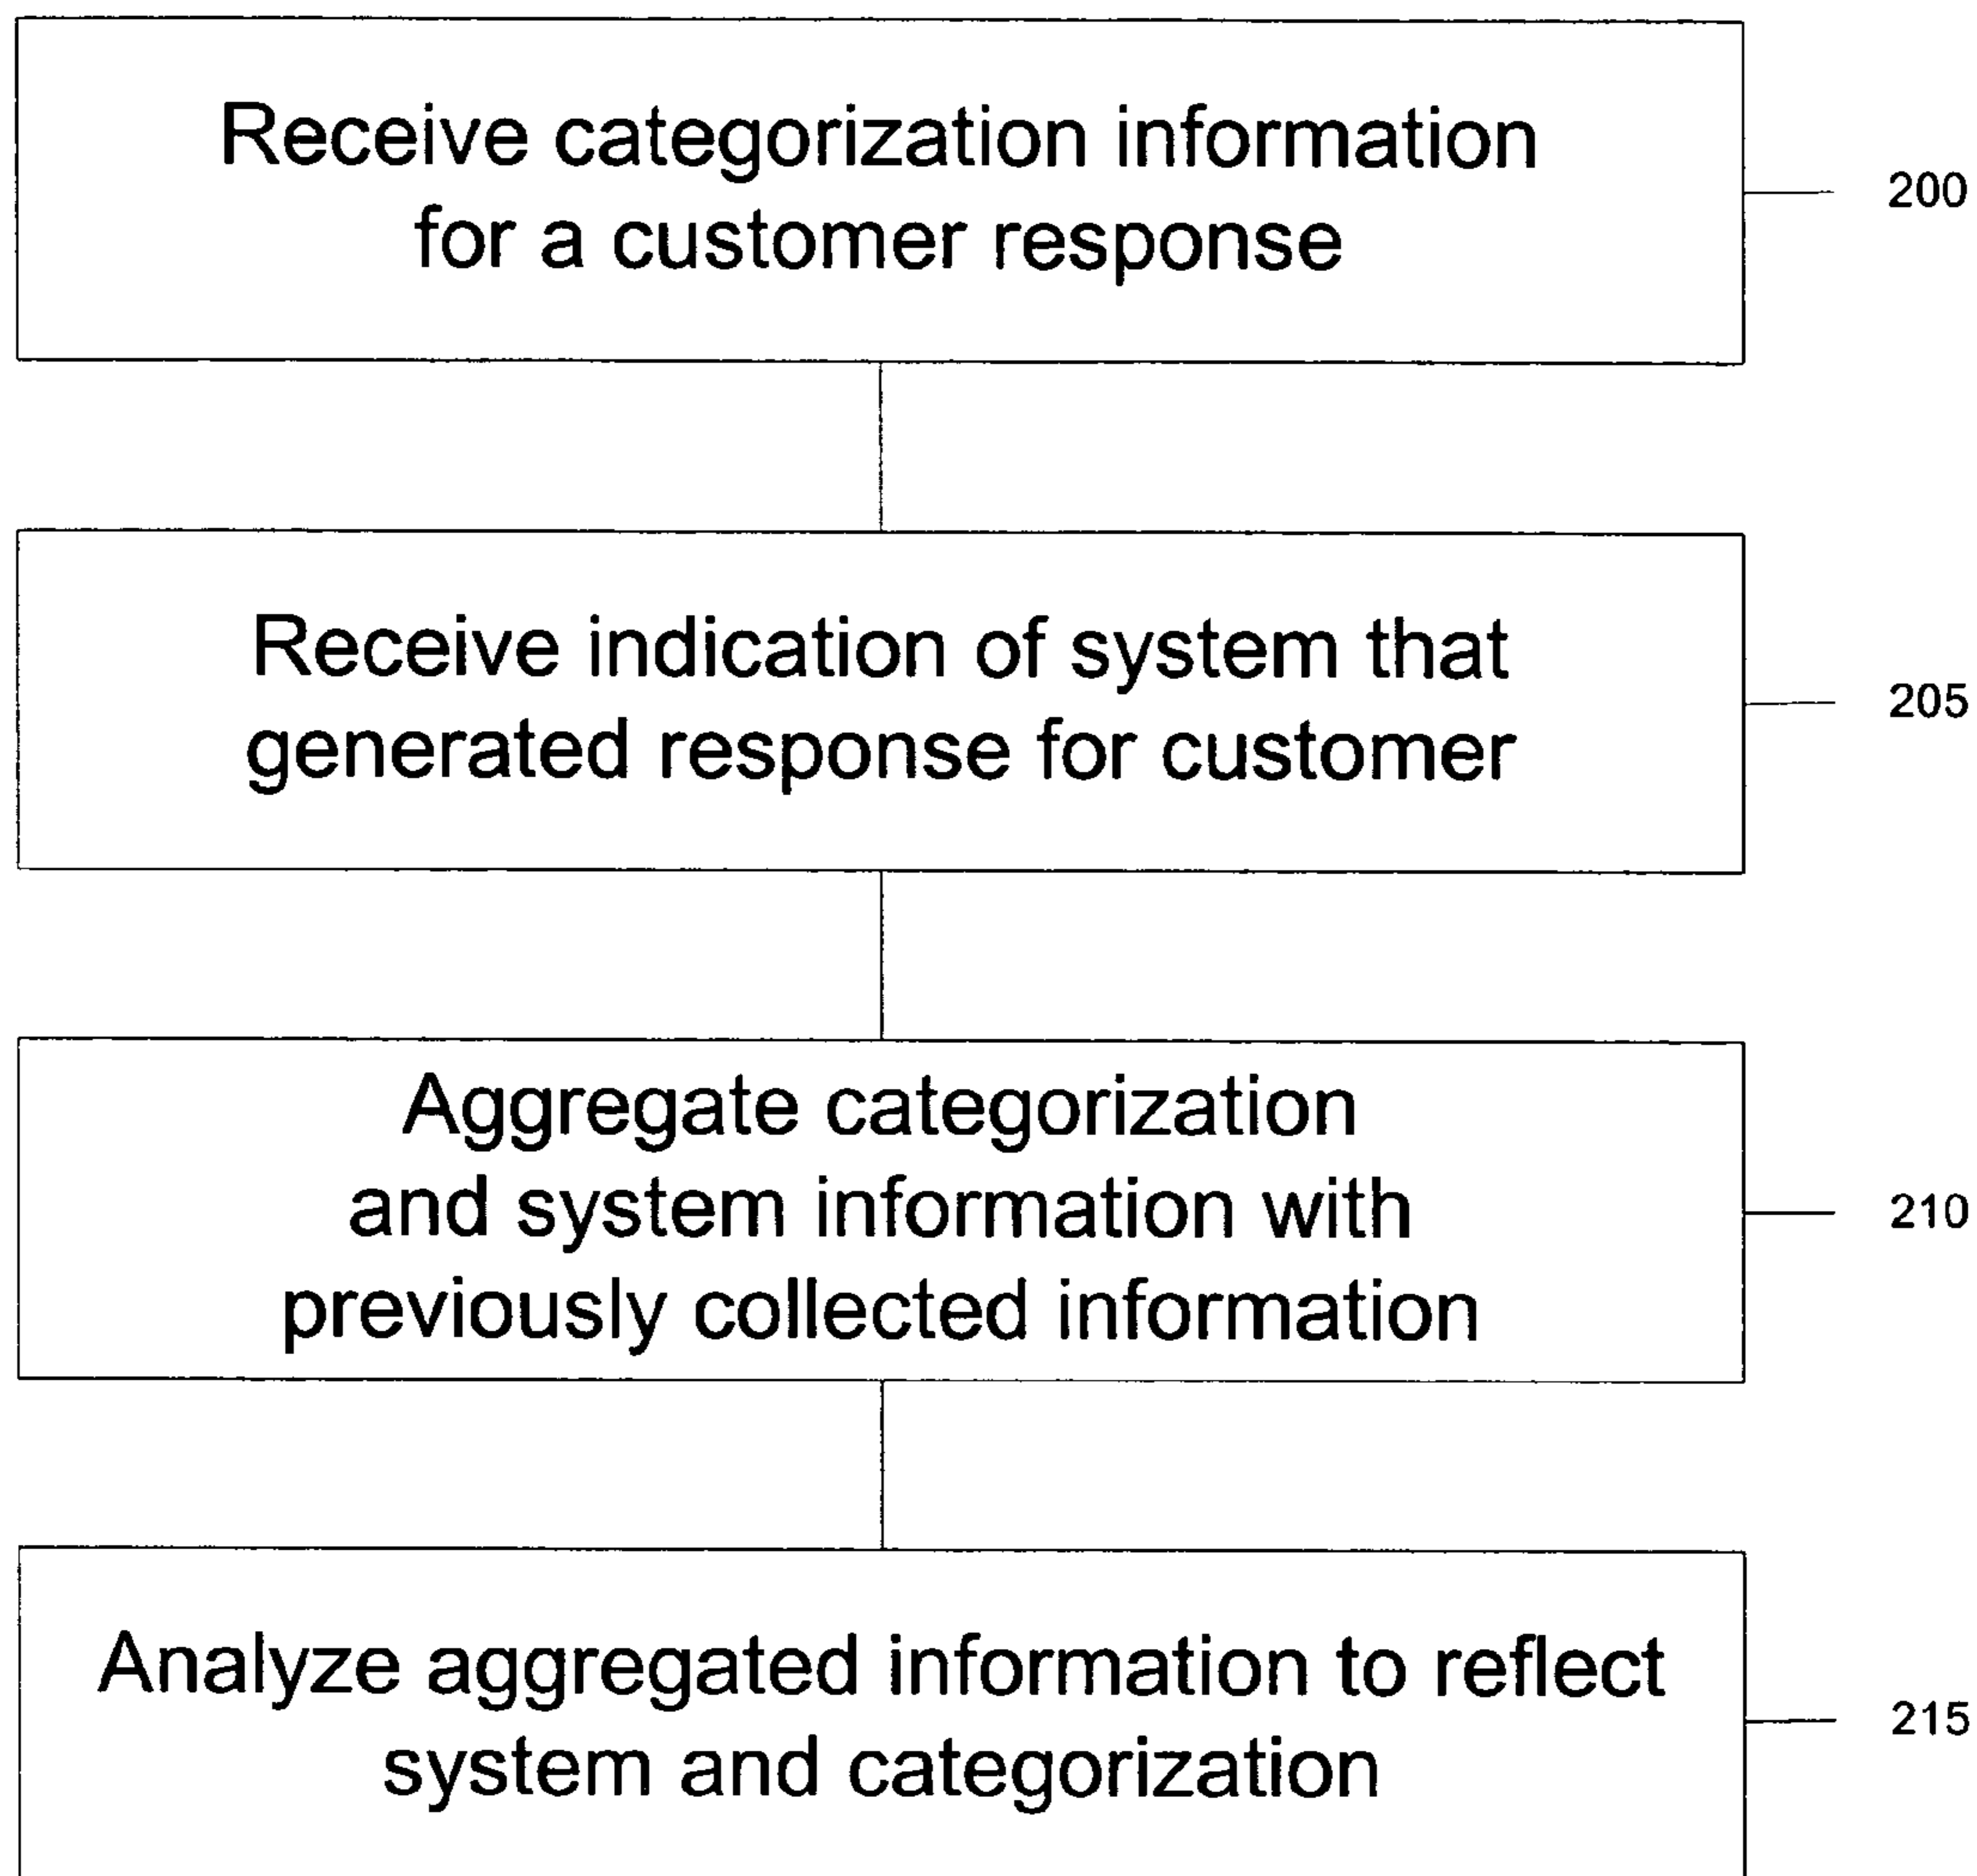 Receive categorization information
for a customer response
200
Receive indication of system that
generated response for customer
205
Aggregate categorization
and system information with
previously collected information
210
Analyze aggregated information to reflect
system and categorization
215